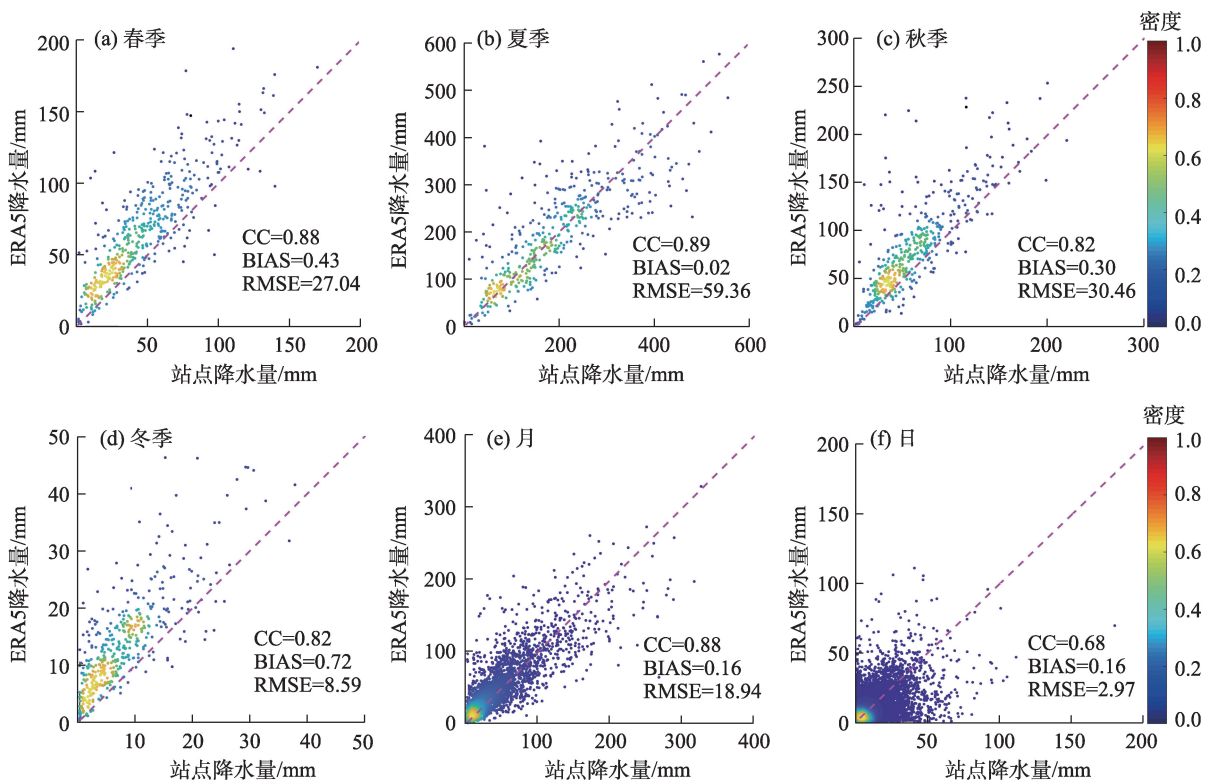 (a) 春季
200
150
100
50
0
50
100
150
200
ERA5降水量/mm
站点降水量/mm
CC=0.88
BIAS=0.43
RMSE=27.04
(b) 夏季
600
500
400
300
200
100
0
200
400
600
ERA5降水量/mm
站点降水量/mm
CC=0.89
BIAS=0.02
RMSE=59.36
(c) 秋季
300
250
200
150
100
50
0
100
200
300
ERA5降水量/mm
站点降水量/mm
CC=0.82
BIAS=0.30
RMSE=30.46
密度
1.0
0.8
0.6
0.4
0.2
0.0
(d) 冬季
50
40
30
20
10
0
10
20
30
40
50
ERA5降水量/mm
站点降水量/mm
CC=0.82
BIAS=0.72
RMSE=8.59
(e) 月
400
300
200
100
0
100
200
300
400
ERA5降水量/mm
站点降水量/mm
CC=0.88
BIAS=0.16
RMSE=18.94
(f) 日
200
150
100
50
0
50
100
150
200
ERA5降水量/mm
站点降水量/mm
CC=0.68
BIAS=0.16
RMSE=2.97
密度
1.0
0.8
0.6
0.4
0.2
0.0